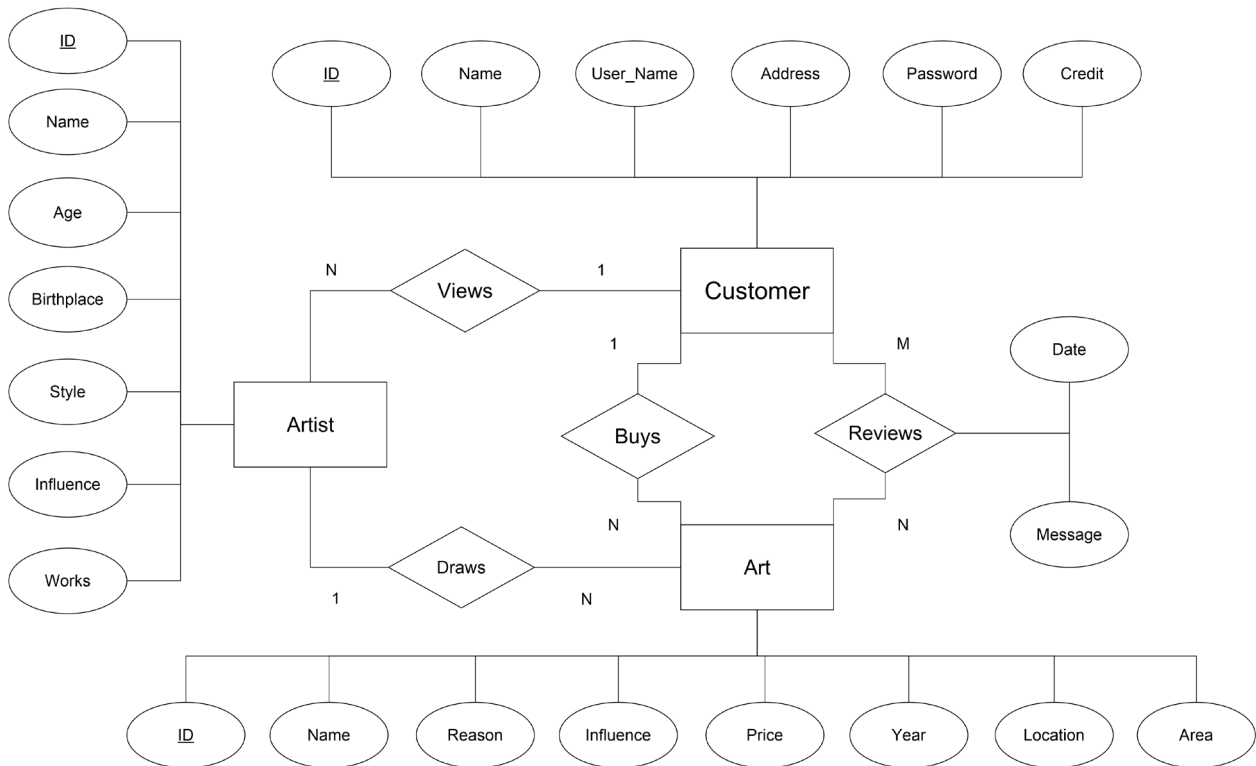 ID
Name
Age
Birthplace
Style
Influence
Works
ID
Name
User_Name
Address
Password
Credit
N
Views
1
Customer
1
M
Artist
Buys
Reviews
Date
Message
N
N
Draws
1
N
Art
ID
Name
Reason
Influence
Price
Year
Location
Area